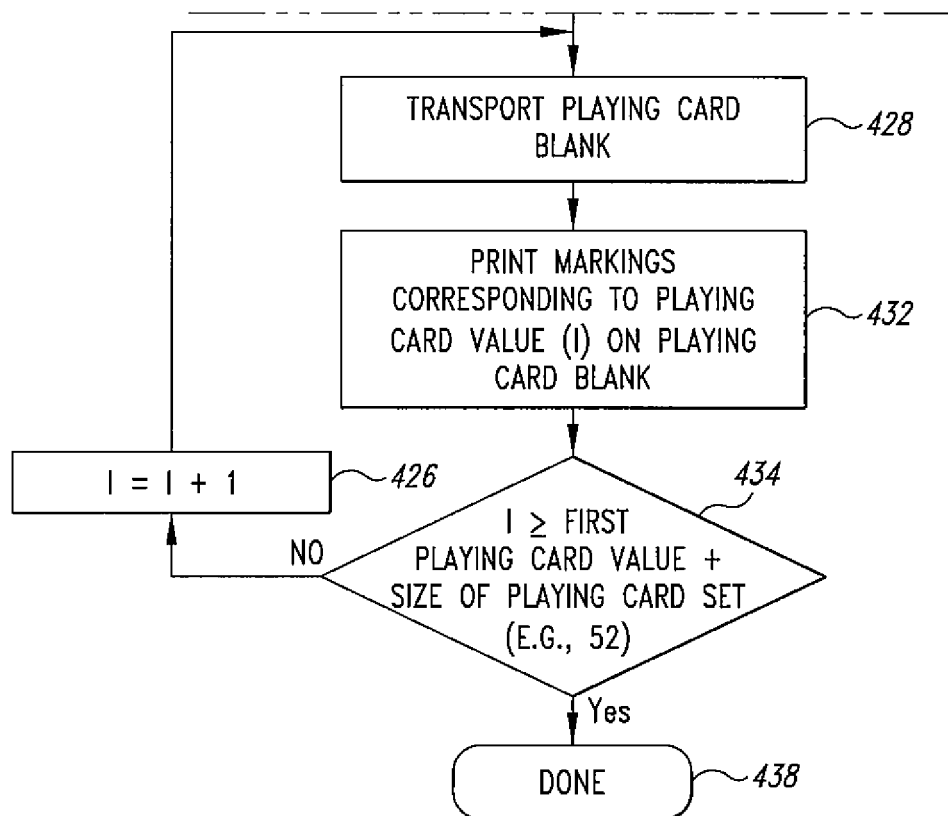 TRANSPORT PLAYING CARD
BLANK
428
PRINT MARKINGS
CORRESPONDING TO PLAYING
CARD VALUE (I) ON PLAYING
CARD BLANK
432
I = I + 1
426
434
I ≥ FIRST
PLAYING CARD VALUE +
SIZE OF PLAYING CARD SET
(E.G., 52)
NO
Yes
DONE
438